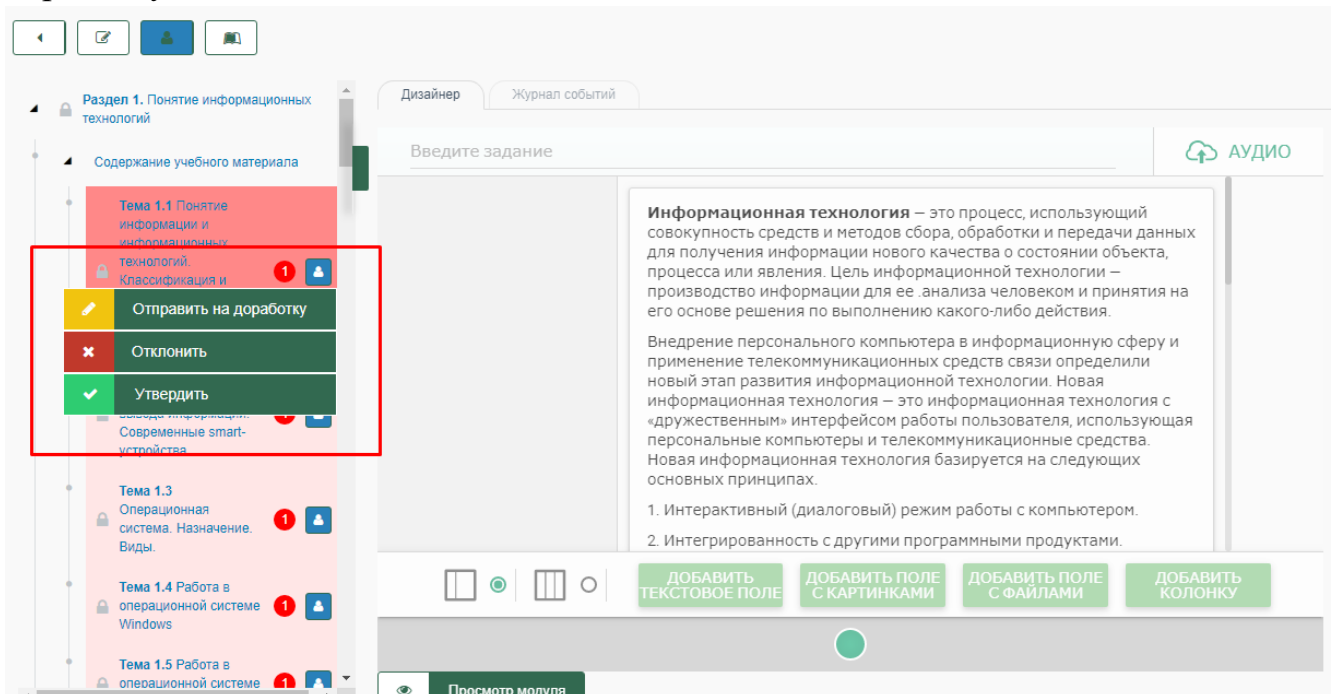 Раздел 1. Понятие информационных
технологий
Содержание учебного материала
Тема 1.1 Понятие
информации и
информационных
технологий.
Классификация и
1
Отправить на доработку
Отклонить
Утвердить
вывода информации.
Современные smart-
устройства
Тема 1.3
Операционная
система. Назначение.
Виды.
1
Тема 1.4 Работа в
операционной системе
Windows
1
Тема 1.5 Работа в
операционной системе
1
Дизайнер
Журнал событий
Введите задание
АУДИО
Информационная технология – это процесс, использующий
совокупность средств и методов сбора, обработки и передачи данных
для получения информации нового качества о состоянии объекта,
процесса или явления. Цель информационной технологии –
производство информации для ее .анализа человеком и принятия на
его основе решения по выполнению какого-либо действия.
Внедрение персонального компьютера в информационную сферу и
применение телекоммуникационных средств связи определили
новый этап развития информационной технологии. Новая
информационная технология – это информационная технология с
«дружественным» интерфейсом работы пользователя, использующая
персональные компьютеры и телекоммуникационные средства.
Новая информационная технология базируется на следующих
основных принципах.
1. Интерактивный (диалоговый) режим работы с компьютером.
2. Интегрированность с другими программными продуктами.
ДОБАВИТЬ
ТЕКСТОВОЕ ПОЛЕ
ДОБАВИТЬ ПОЛЕ
С КАРТИНКАМИ
ДОБАВИТЬ ПОЛЕ
С ФАЙЛАМИ
ДОБАВИТЬ
КОЛОНКУ
Просмотр модуля